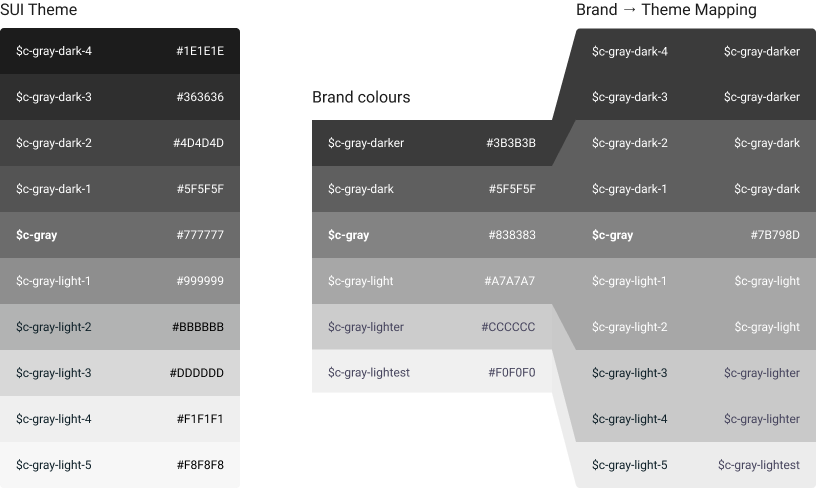 SUI Theme
$c-gray-dark-4 #1E1E1E
$c-gray-dark-3 #363636
$c-gray-dark-2 #4D4D4D
$c-gray-dark-1 #5F5F5F
$c-gray #777777
$c-gray-light-1 #999999
$c-gray-light-2 #BBBBBB
$c-gray-light-3 #DDDDDD
$c-gray-light-4 #F1F1F1
$c-gray-light-5 #F8F8F8
Brand colours
$c-gray-darker #3B3B3B
$c-gray-dark #5F5F5F
$c-gray #838383
$c-gray-light #A7A7A7
$c-gray-lighter #CCCCCC
$c-gray-lightest #F0F0F0
Brand → Theme Mapping
$c-gray-dark-4 $c-gray-darker
$c-gray-dark-3 $c-gray-darker
$c-gray-dark-2 $c-gray-dark
$c-gray-dark-1 $c-gray-dark
$c-gray #7B798D
$c-gray-light-1 $c-gray-light
$c-gray-light-2 $c-gray-light
$c-gray-light-3 $c-gray-lighter
$c-gray-light-4 $c-gray-lighter
$c-gray-light-5 $c-gray-lightest